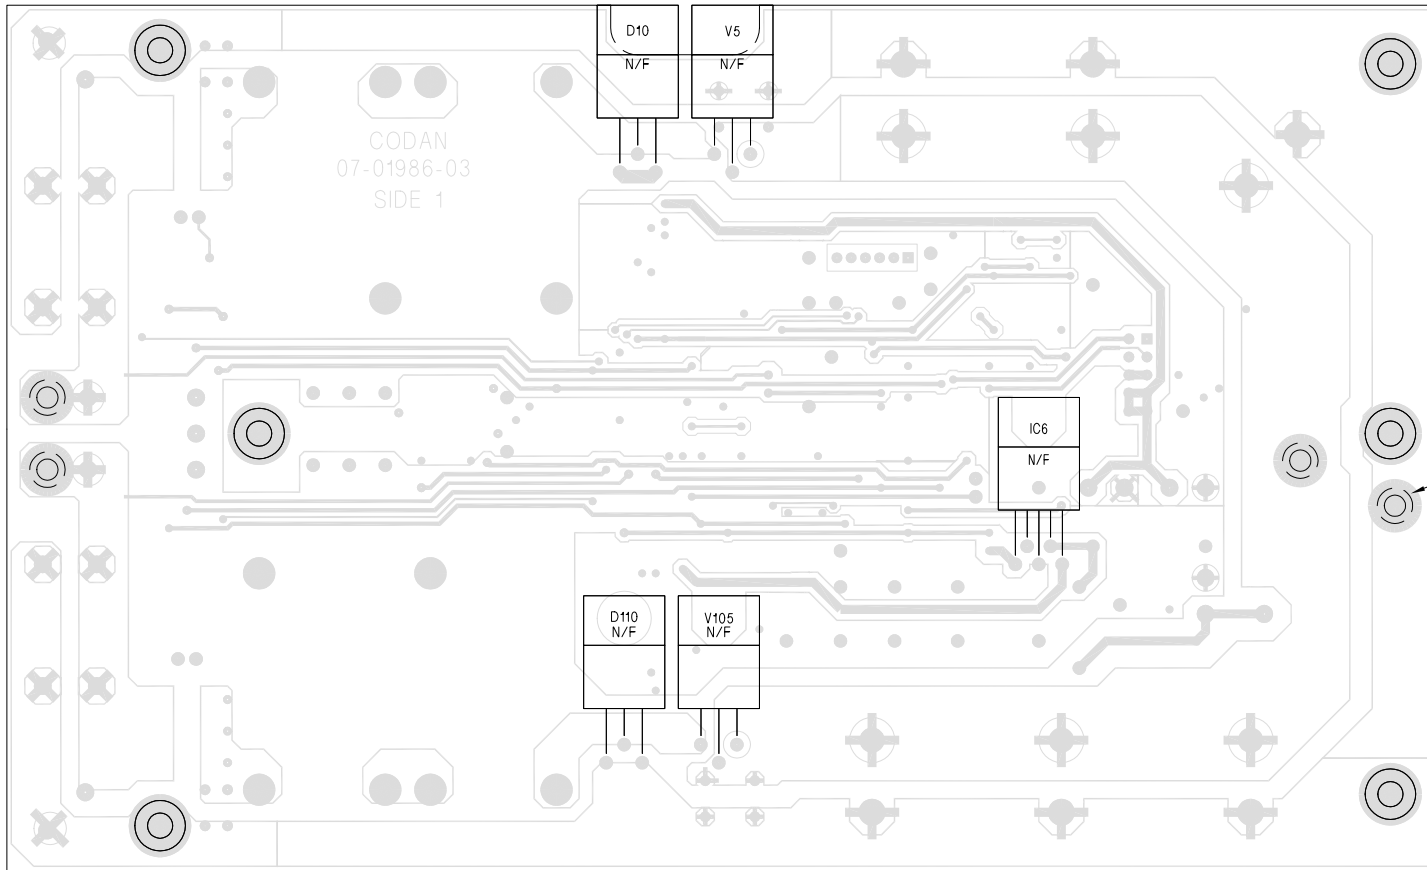 D10
N/F
V5
N/F
CODAN
07-01986-03
SIDE 1
IC6
N/F
D110
N/F
V105
N/F